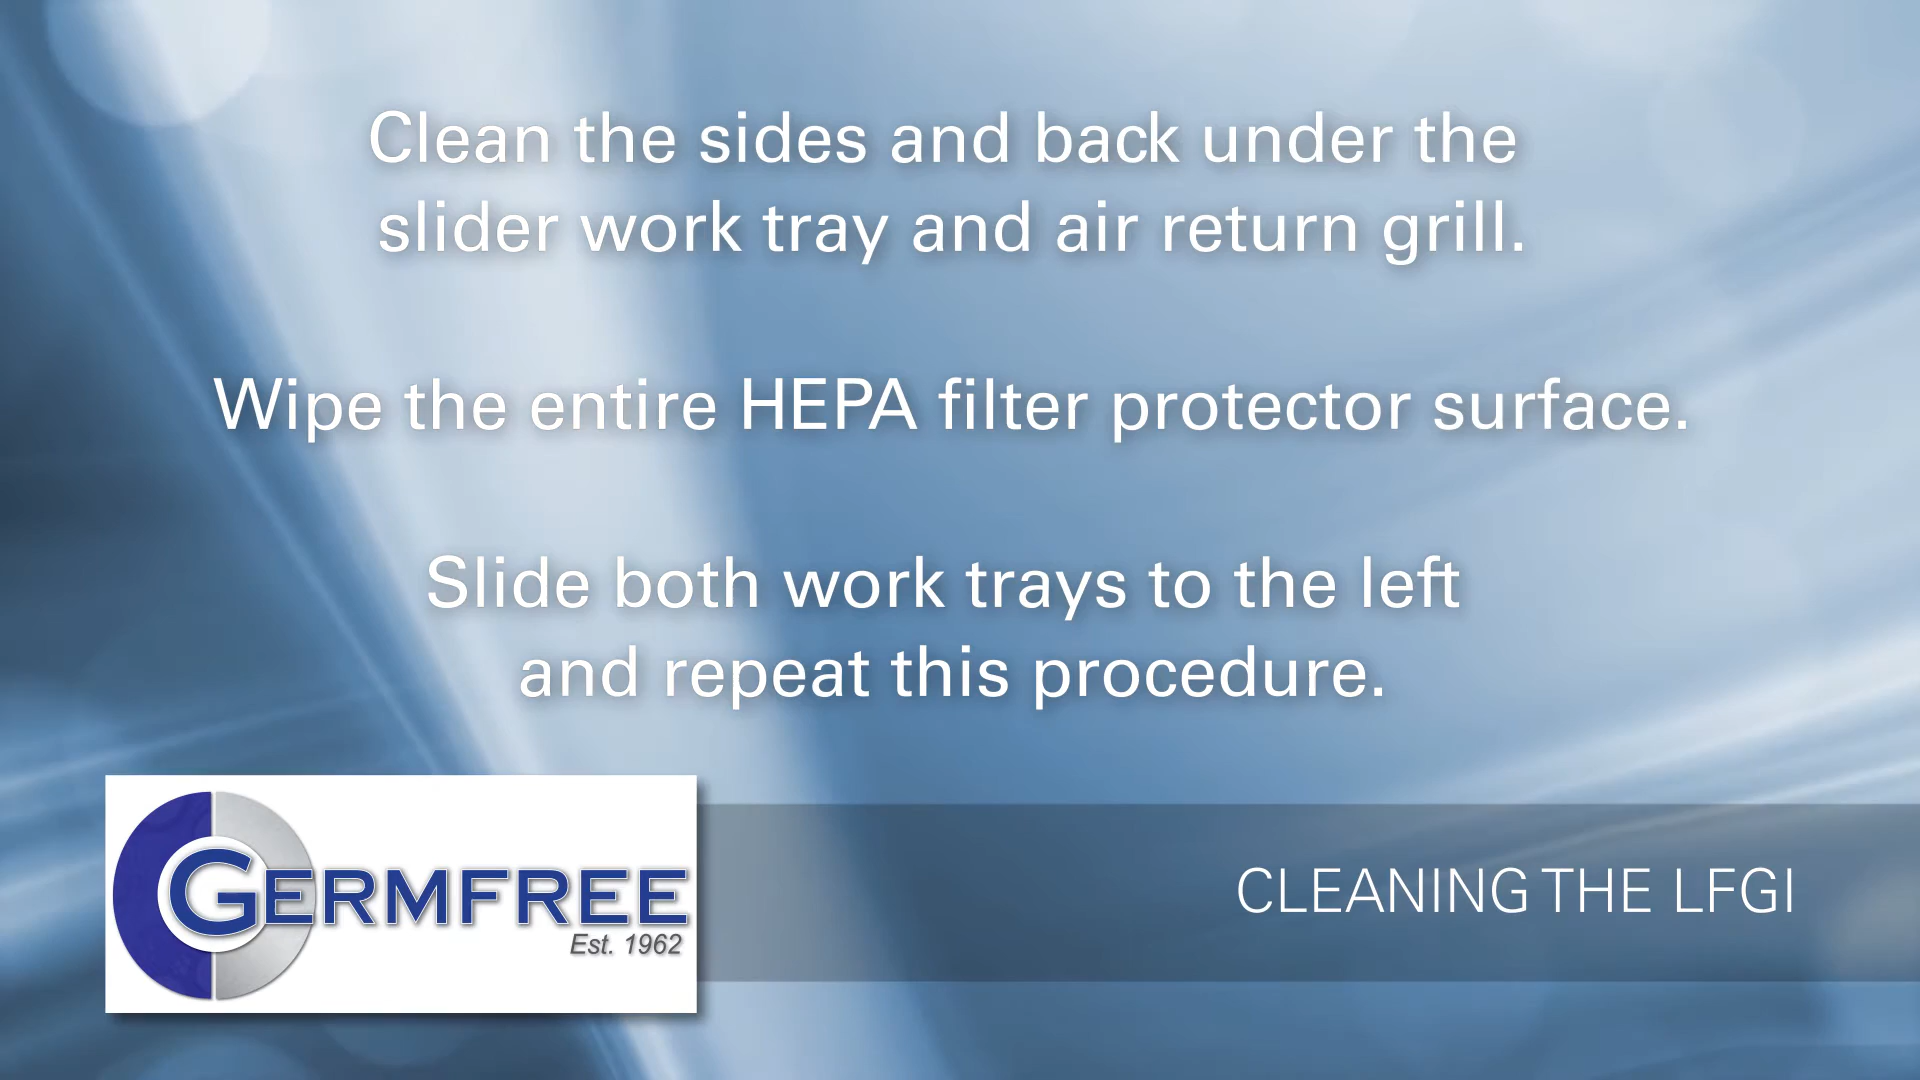 Clean the sides and back under the
slider work tray and air return grill.
Wipe the entire HEPA filter protector surface.
Slide both work trays to the left
and repeat this procedure.
GERMFREE
Est. 1962
CLEANING THE LFGI